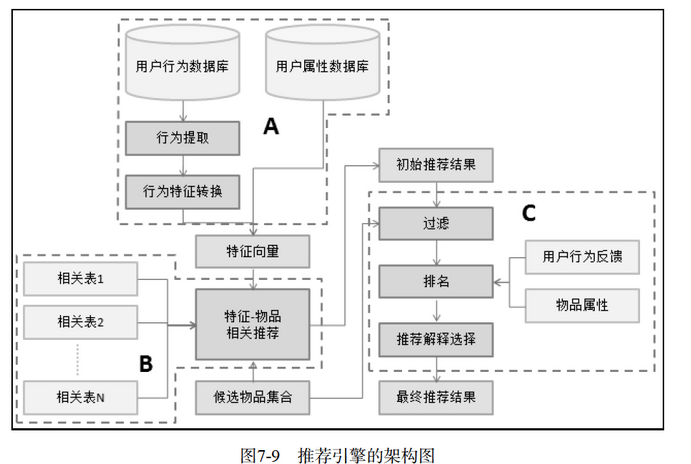 用户行为数据库
用户属性数据库
A
行为提取
行为特征转换
初始推荐结果
C
过滤
特征向量
用户行为反馈
相关表1
排名
特征-物品
相关推荐
物品属性
相关表2
推荐解释选择
B
相关表N
候选物品集合
最终推荐结果
图7-9 推荐引擎的架构图